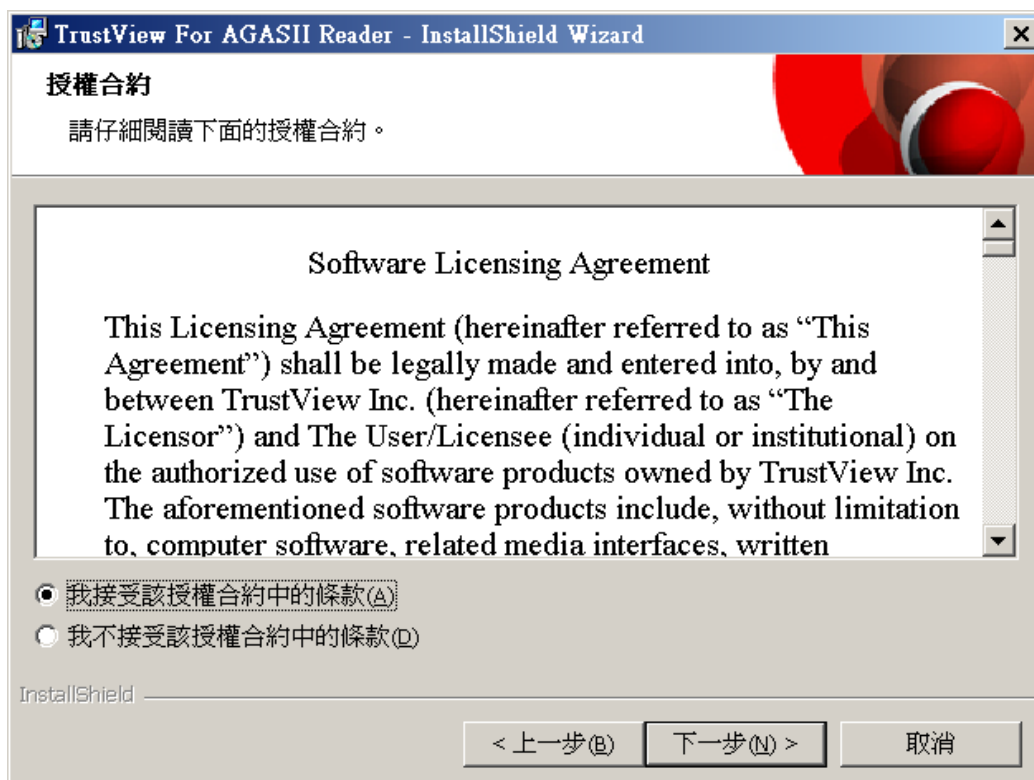 TrustView For AGASII Reader - InstallShield Wizard
授權合約
請仔細閱讀下面的授權合約。
Software Licensing Agreement
This Licensing Agreement (hereinafter referred to as “This
Agreement”) shall be legally made and entered into, by and
between TrustView Inc. (hereinafter referred to as “The
Licensor”) and The User/Licensee (individual or institutional) on
the authorized use of software products owned by TrustView Inc.
The aforementioned software products include, without limitation
to, computer software, related media interfaces, written
我接受該授權合約中的條款(A)
我不接受該授權合約中的條款(D)
InstallShield
< 上一步(B) 下一步(N) > 取消